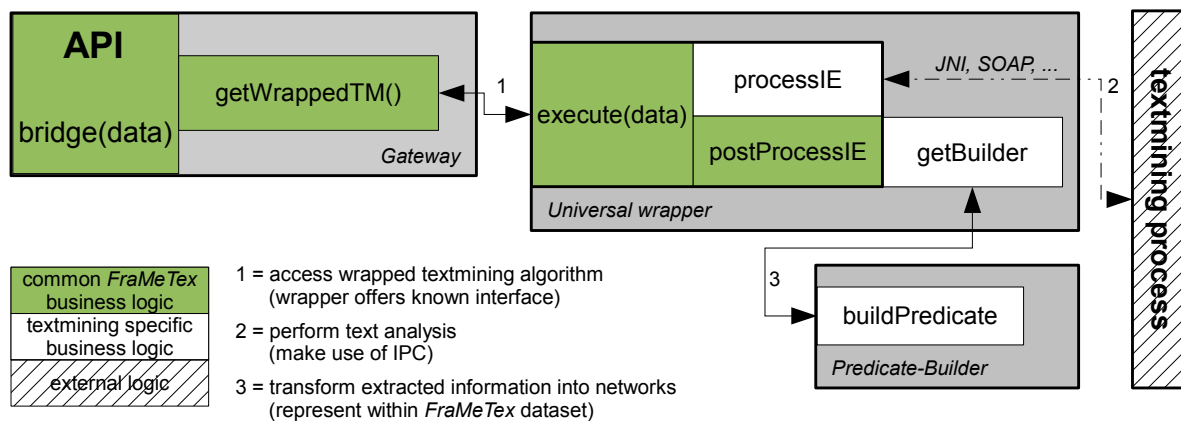 API
bridge(data)
getWrappedTM()
Gateway
1
execute(data)
processIE
postProcessIE
getBuilder
Universal wrapper
JNI, SOAP, ...
2
textmining process
3
buildPredicate
Predicate-Builder
common FraMeTex
business logic
textmining specific
business logic
external logic
1 = access wrapped textmining algorithm
(wrapper offers known interface)
2 = perform text analysis
(make use of IPC)
3 = transform extracted information into networks
(represent within FraMeTex dataset)